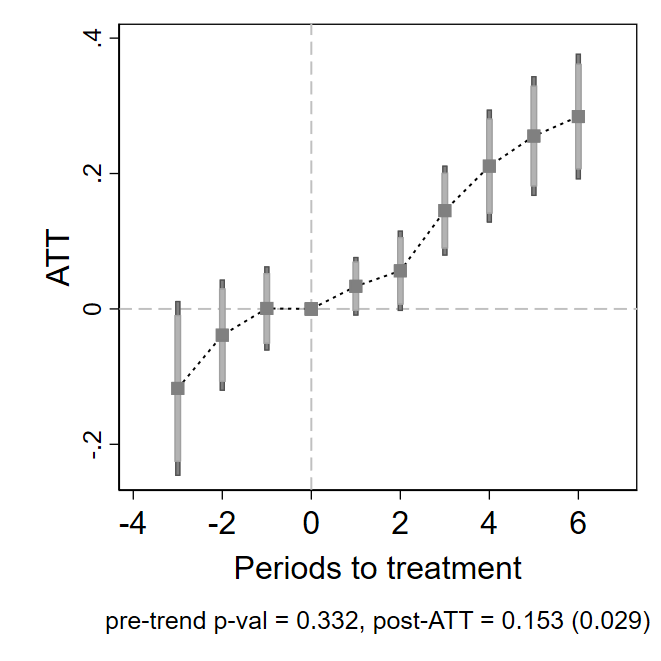 .4
.2
0
-.2
ATT
-4 -2 0 2 4 6
Periods to treatment
pre-trend p-val = 0.332, post-ATT = 0.153 (0.029)